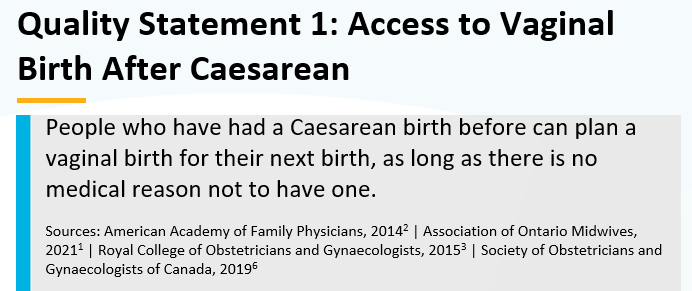 Quality Statement 1: Access to Vaginal
Birth After Caesarean
People who have had a Caesarean birth before can plan a
vaginal birth for their next birth, as long as there is no
medical reason not to have one.
Sources: American Academy of Family Physicians, 2014² | Association of Ontario Midwives,
2021¹ | Royal College of Obstetricians and Gynaecologists, 2015³ | Society of Obstetricians and
Gynaecologists of Canada, 2019⁶